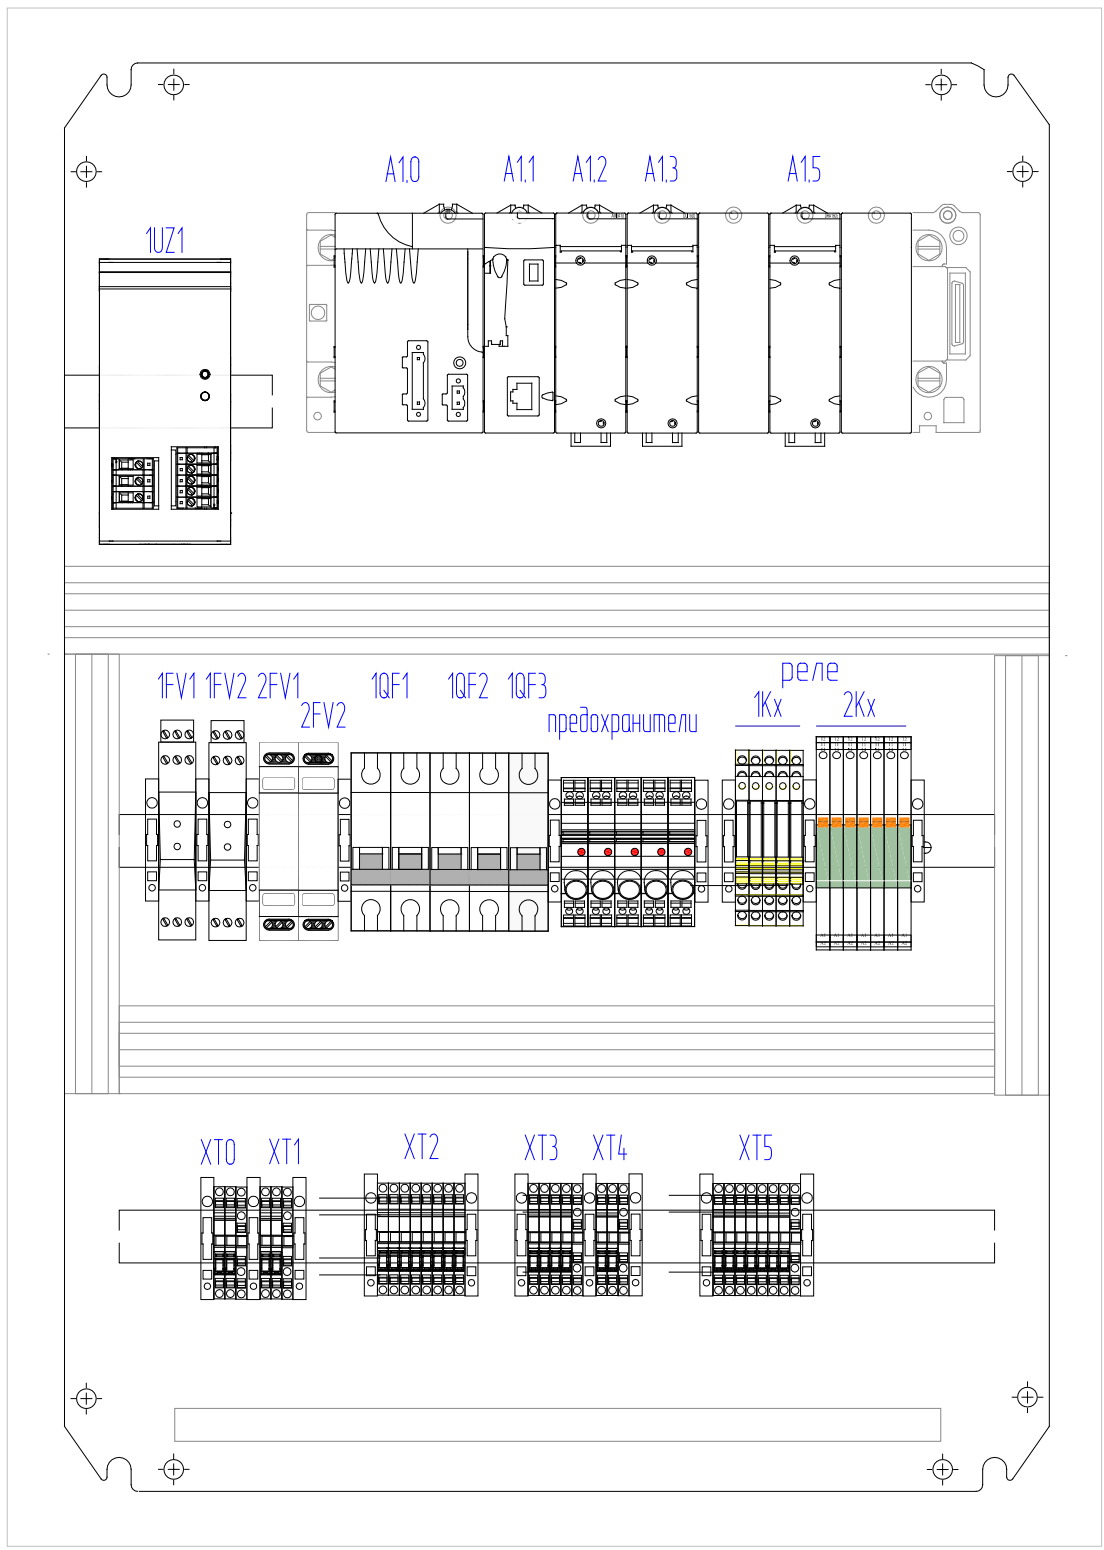 A1.0 A1.1 A1.2 A1.3 A1.5
1UZ1
реле
1FV1 1FV2 2FV1 1QF1 1QF2 1QF3
2FV2 предохранители 1Kx 2Kx
XT0 XT1 XT2 XT3 XT4 XT5